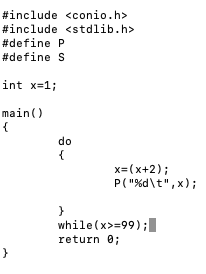 #include <conio.h>
#include <stdlib.h>
#define P
#define S
int x=1;
main()
{
do
{
x=(x+2);
P("%d\t",x);
}
while(x>=99);
return 0;
}